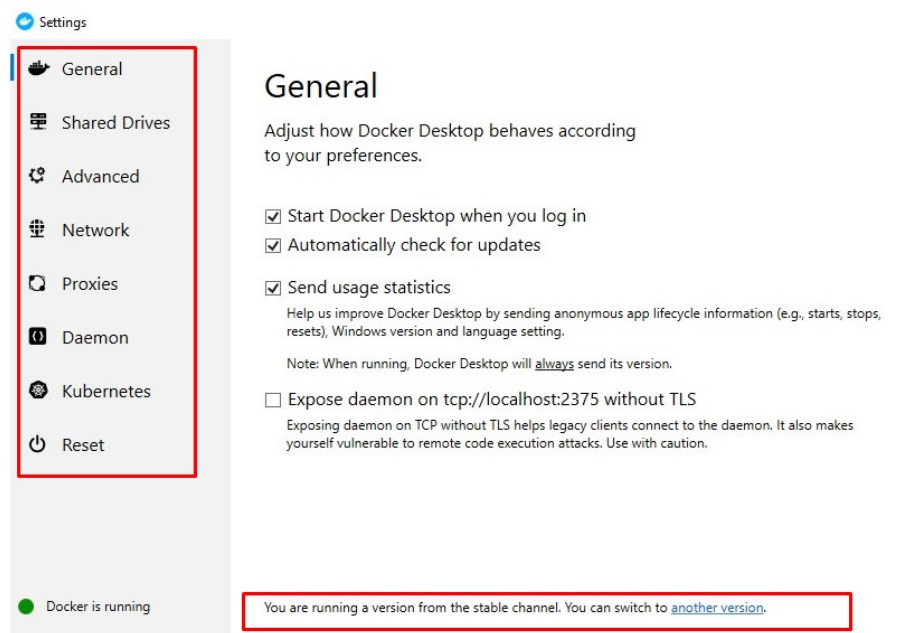 Settings
General
Shared Drives
Advanced
Network
Proxies
Daemon
Kubernetes
Reset
Docker is running
General
Adjust how Docker Desktop behaves according
to your preferences.
Start Docker Desktop when you log in
Automatically check for updates
Send usage statistics
Help us improve Docker Desktop by sending anonymous app lifecycle information (e.g., starts, stops,
resets), Windows version and language setting.
Note: When running, Docker Desktop will always send its version.
Expose daemon on tcp://localhost:2375 without TLS
Exposing daemon on TCP without TLS helps legacy clients connect to the daemon. It also makes
yourself vulnerable to remote code execution attacks. Use with caution.
You are running a version from the stable channel. You can switch to another version.